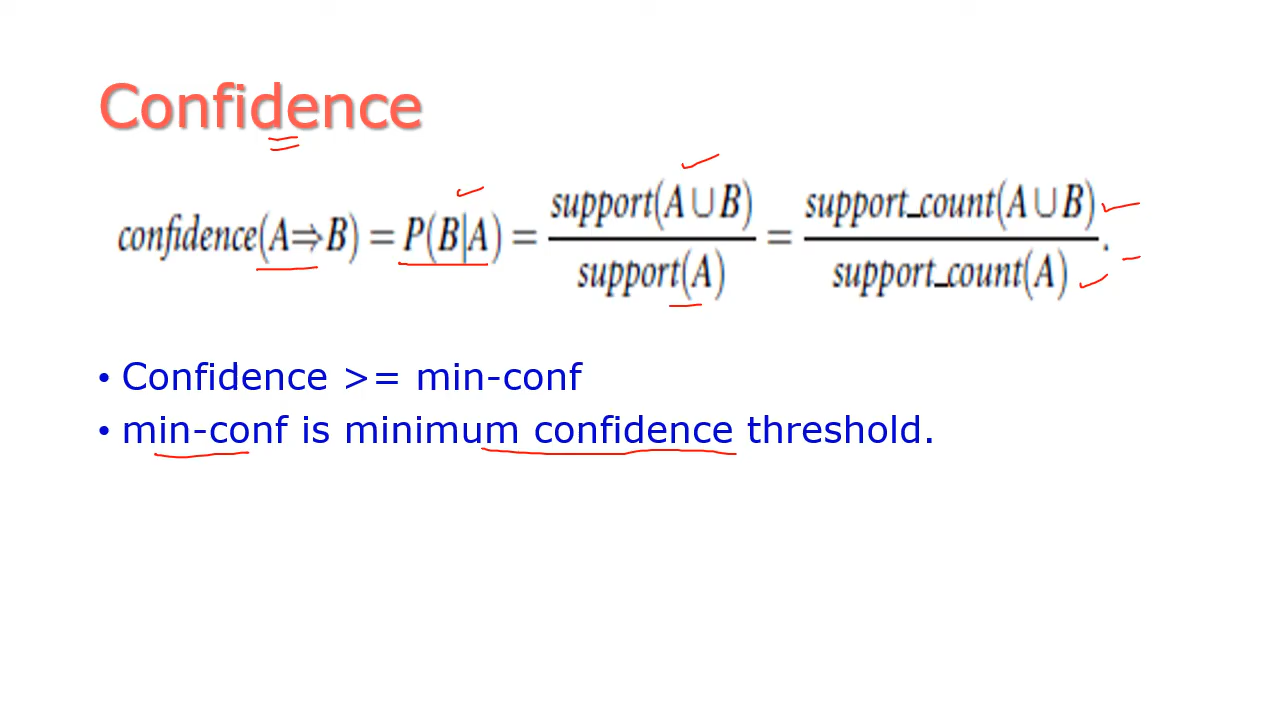 Confidence
confidence(A⇒B) = P(B|A) = support(A∪B) / support(A) = support_count(A∪B) / support_count(A).
• Confidence >= min-conf
• min-conf is minimum confidence threshold.